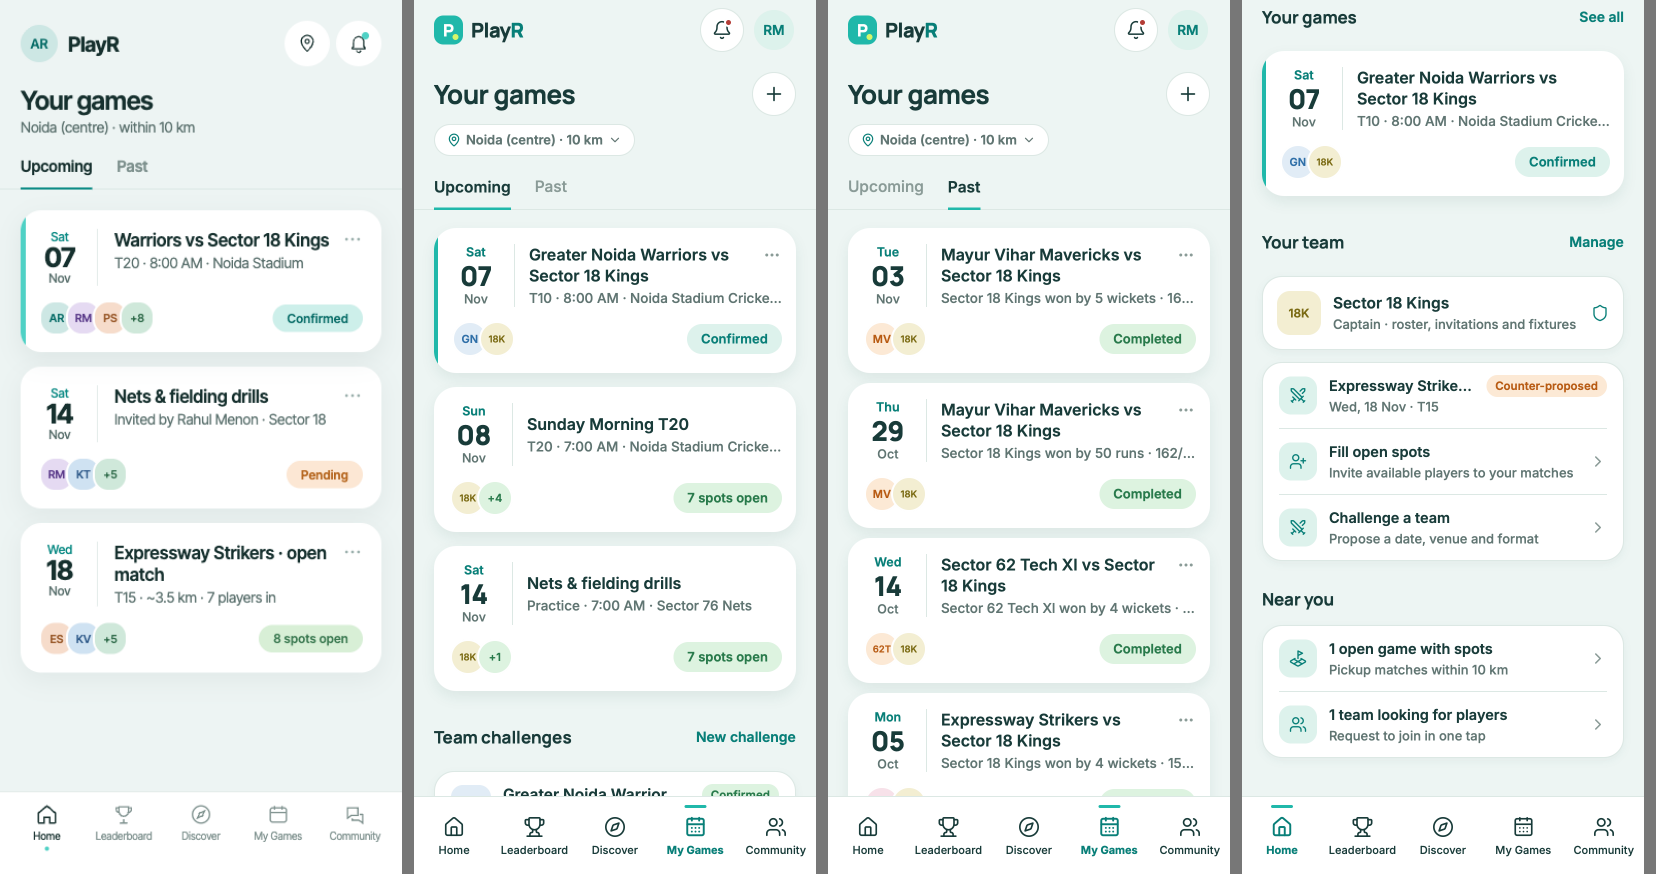 AR PlayR
Your games
Noida (centre) · within 10 km
Upcoming Past
Sat
07
Nov
Warriors vs Sector 18 Kings
T20 · 8:00 AM · Noida Stadium
AR RM PS +8
Confirmed
Sat
14
Nov
Nets & fielding drills
Invited by Rahul Menon · Sector 18
RM KT +5
Pending
Wed
18
Nov
Expressway Strikers · open
match
T15 · ~3.5 km · 7 players in
ES KV +5
8 spots open
Home Leaderboard Discover My Games Community
P. PlayR RM
Your games
Noida (centre) · 10 km
Upcoming Past
Sat
07
Nov
Greater Noida Warriors vs
Sector 18 Kings
T10 · 8:00 AM · Noida Stadium Cricke...
GN 18K
Confirmed
Sun
08
Nov
Sunday Morning T20
T20 · 7:00 AM · Noida Stadium Cricke...
18K +4
7 spots open
Sat
14
Nov
Nets & fielding drills
Practice · 7:00 AM · Sector 76 Nets
18K +1
7 spots open
Team challenges New challenge
Greater Noida Warrior Confirmed
Home Leaderboard Discover My Games Community
P. PlayR RM
Your games
Noida (centre) · 10 km
Upcoming Past
Tue
03
Nov
Mayur Vihar Mavericks vs
Sector 18 Kings
Sector 18 Kings won by 5 wickets · 16...
MV 18K
Completed
Thu
29
Oct
Mayur Vihar Mavericks vs
Sector 18 Kings
Sector 18 Kings won by 50 runs · 162/...
MV 18K
Completed
Wed
14
Oct
Sector 62 Tech XI vs Sector
18 Kings
Sector 62 Tech XI won by 4 wickets · ...
62T 18K
Completed
Mon
05
Oct
Expressway Strikers vs
Sector 18 Kings
Sector 18 Kings won by 4 wickets · 15...
Home Leaderboard Discover My Games Community
Your games See all
Sat
07
Nov
Greater Noida Warriors vs
Sector 18 Kings
T10 · 8:00 AM · Noida Stadium Cricke...
GN 18K
Confirmed
Your team Manage
18K
Sector 18 Kings
Captain · roster, invitations and fixtures
Expressway Strike... Counter-proposed
Wed, 18 Nov · T15
Fill open spots
Invite available players to your matches
Challenge a team
Propose a date, venue and format
Near you
1 open game with spots
Pickup matches within 10 km
1 team looking for players
Request to join in one tap
Home Leaderboard Discover My Games Community